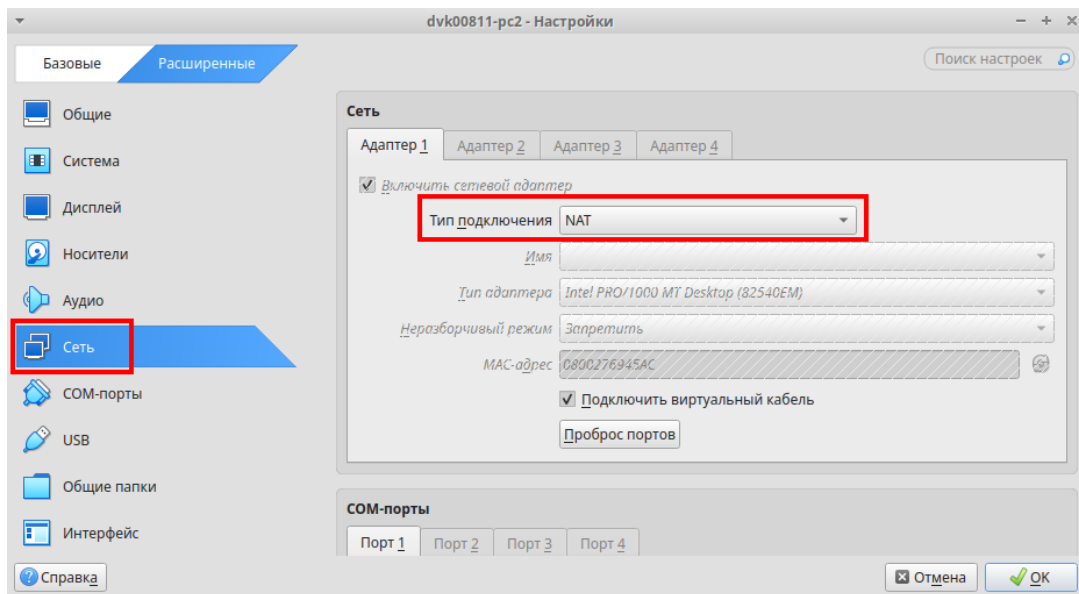 dvk00811-pc2 - Настройки
Базовые
Расширенные
Поиск настроек
Общие
Система
Дисплей
Носители
Аудио
Сеть
COM-порты
USB
Общие папки
Интерфейс
Сеть
Адаптер 1
Адаптер 2
Адаптер 3
Адаптер 4
Включить сетевой адаптер
Тип подключения NAT
Имя
Тип адаптера Intel PRO/1000 MT Desktop (82540EM)
Неразборчивый режим Запретить
MAC-адрес 0800276945AC
Подключить виртуальный кабель
Проброс портов
COM-порты
Порт 1
Порт 2
Порт 3
Порт 4
Справка
Отмена
OK